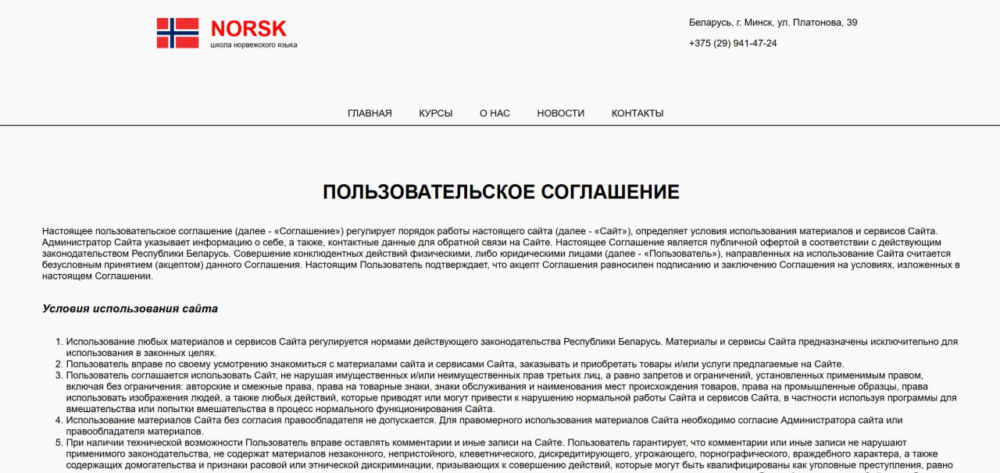 NORSK
школа норвежского языка
Беларусь, г. Минск, ул. Платонова, 39
+375 (29) 941-47-24
ГЛАВНАЯ КУРСЫ О НАС НОВОСТИ КОНТАКТЫ
ПОЛЬЗОВАТЕЛЬСКОЕ СОГЛАШЕНИЕ
Настоящее пользовательское соглашение (далее - «Соглашение») регулирует порядок работы настоящего сайта (далее - «Сайт»), определяет условия использования материалов и сервисов Сайта.
Администратор Сайта указывает информацию о себе, а также, контактные данные для обратной связи на Сайте. Настоящее Соглашение является публичной офертой в соответствии с действующим
законодательством Республики Беларусь. Совершение конклюдентных действий физическими, либо юридическими лицами (далее - «Пользователь»), направленных на использование Сайта считается
безусловным принятием (акцептом) данного Соглашения. Настоящим Пользователь подтверждает, что акцепт Соглашения равносилен подписанию и заключению Соглашения на условиях, изложенных в
настоящем Соглашении.
Условия использования сайта
1. Использование любых материалов и сервисов Сайта регулируется нормами действующего законодательства Республики Беларусь. Материалы и сервисы Сайта предназначены исключительно для
использования в законных целях.
2. Пользователь вправе по своему усмотрению знакомиться с материалами сайта и сервисами Сайта, заказывать и приобретать товары и/или услуги предлагаемые на Сайте.
3. Пользователь соглашается использовать Сайт, не нарушая имущественных и/или неимущественных прав третьих лиц, а равно запретов и ограничений, установленных применимым правом,
включая без ограничения: авторские и смежные права, права на товарные знаки, знаки обслуживания и наименования мест происхождения товаров, права на промышленные образцы, права
использовать изображения людей, а также любых действий, которые приводят или могут привести к нарушению нормальной работы Сайта и сервисов Сайта, в частности используя программы для
вмешательства или попытки вмешательства в процесс нормального функционирования Сайта.
4. Использование материалов Сайта без согласия правообладателя не допускается. Для правомерного использования материалов Сайта необходимо согласие Администратора сайта или
правообладателя материалов.
5. При наличии технической возможности Пользователь вправе оставлять комментарии и иные записи на Сайте. Пользователь гарантирует, что комментарии или иные записи не нарушают
применимого законодательства, не содержат материалов незаконного, непристойного, клеветнического, дискредитирующего, угрожающего, порнографического, враждебного характера, а также
содержащих домогательства и признаки расовой или этнической дискриминации, призывающих к совершению действий, которые могут быть квалифицированы как уголовные преступления, равно